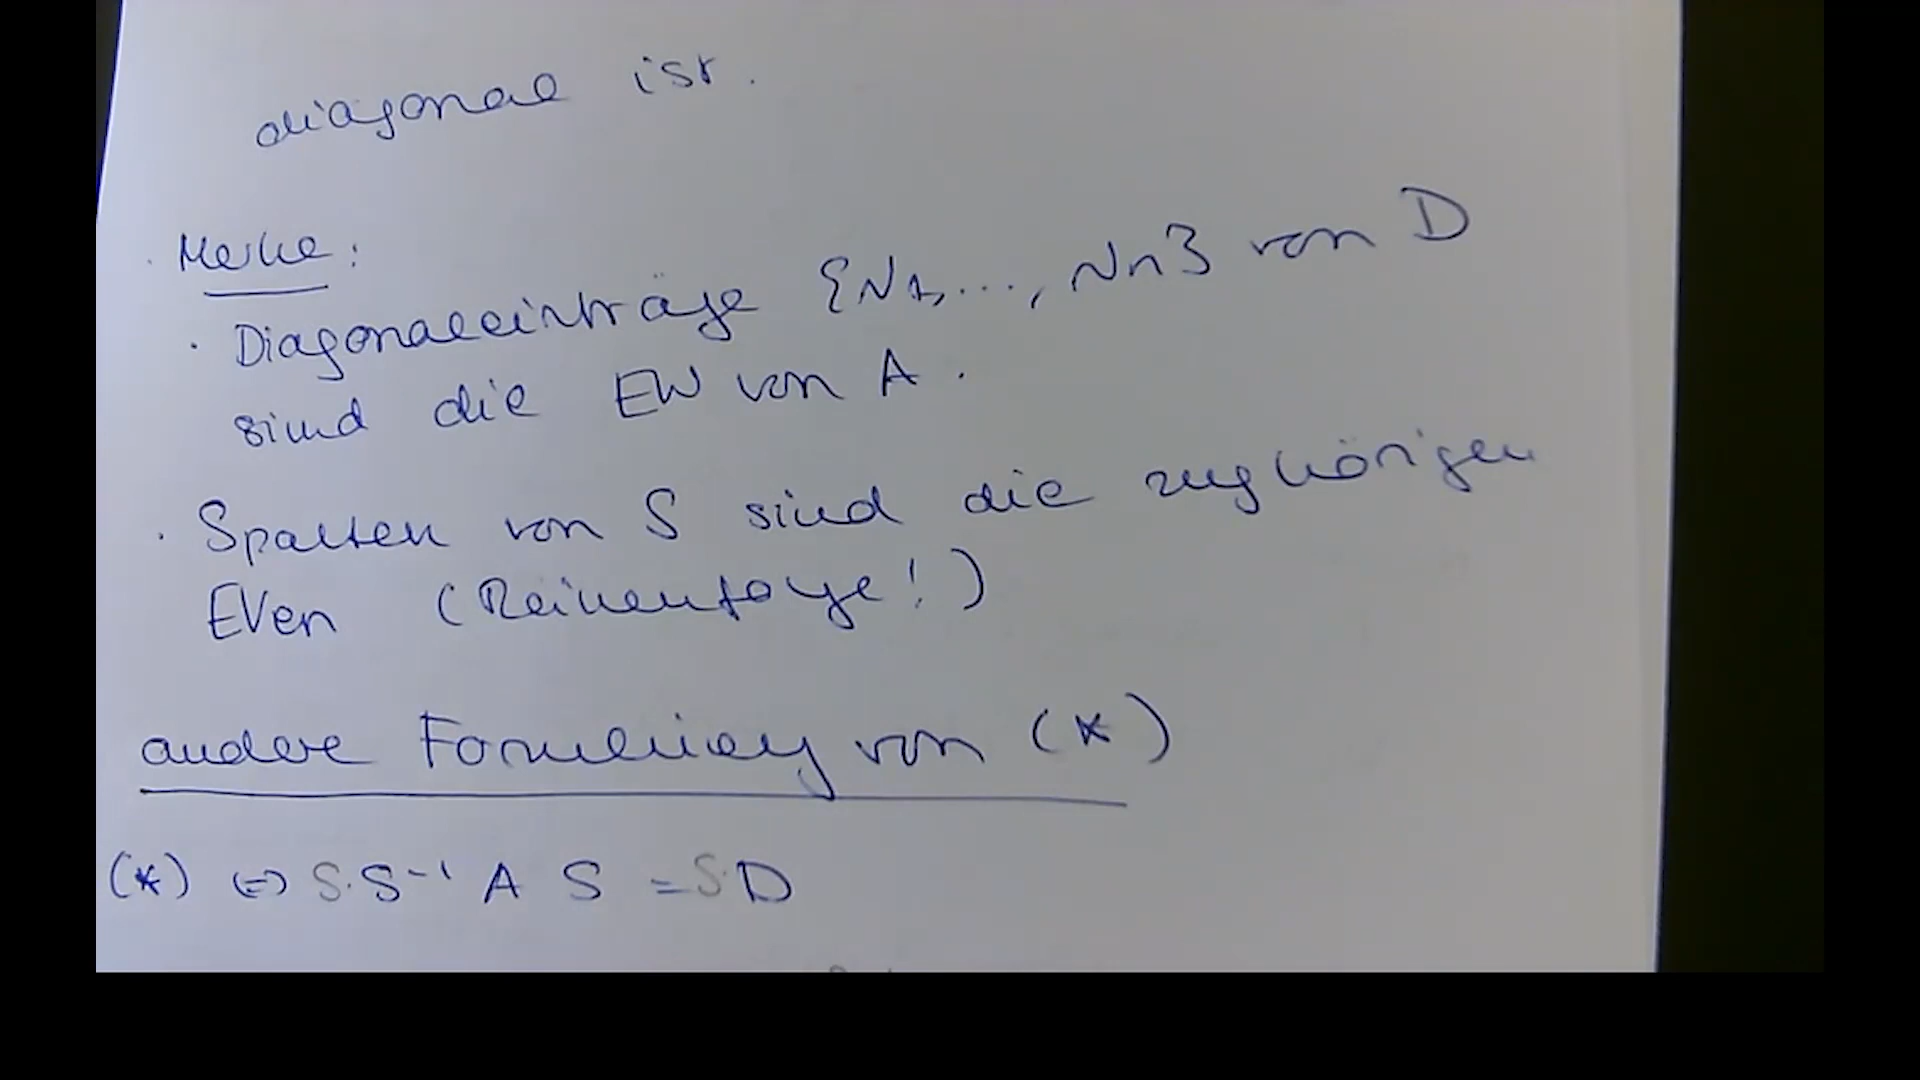 diagonal ist.
Merke:
· Diagonaleinträge {λ1, ..., λn} von D
sind die EW von A.
· Spalten von S sind die zughörigen
EVen (Reihenfolge!)
andere Formulierung von (*)
(*) ⇔ S·S⁻¹ A S = S·D